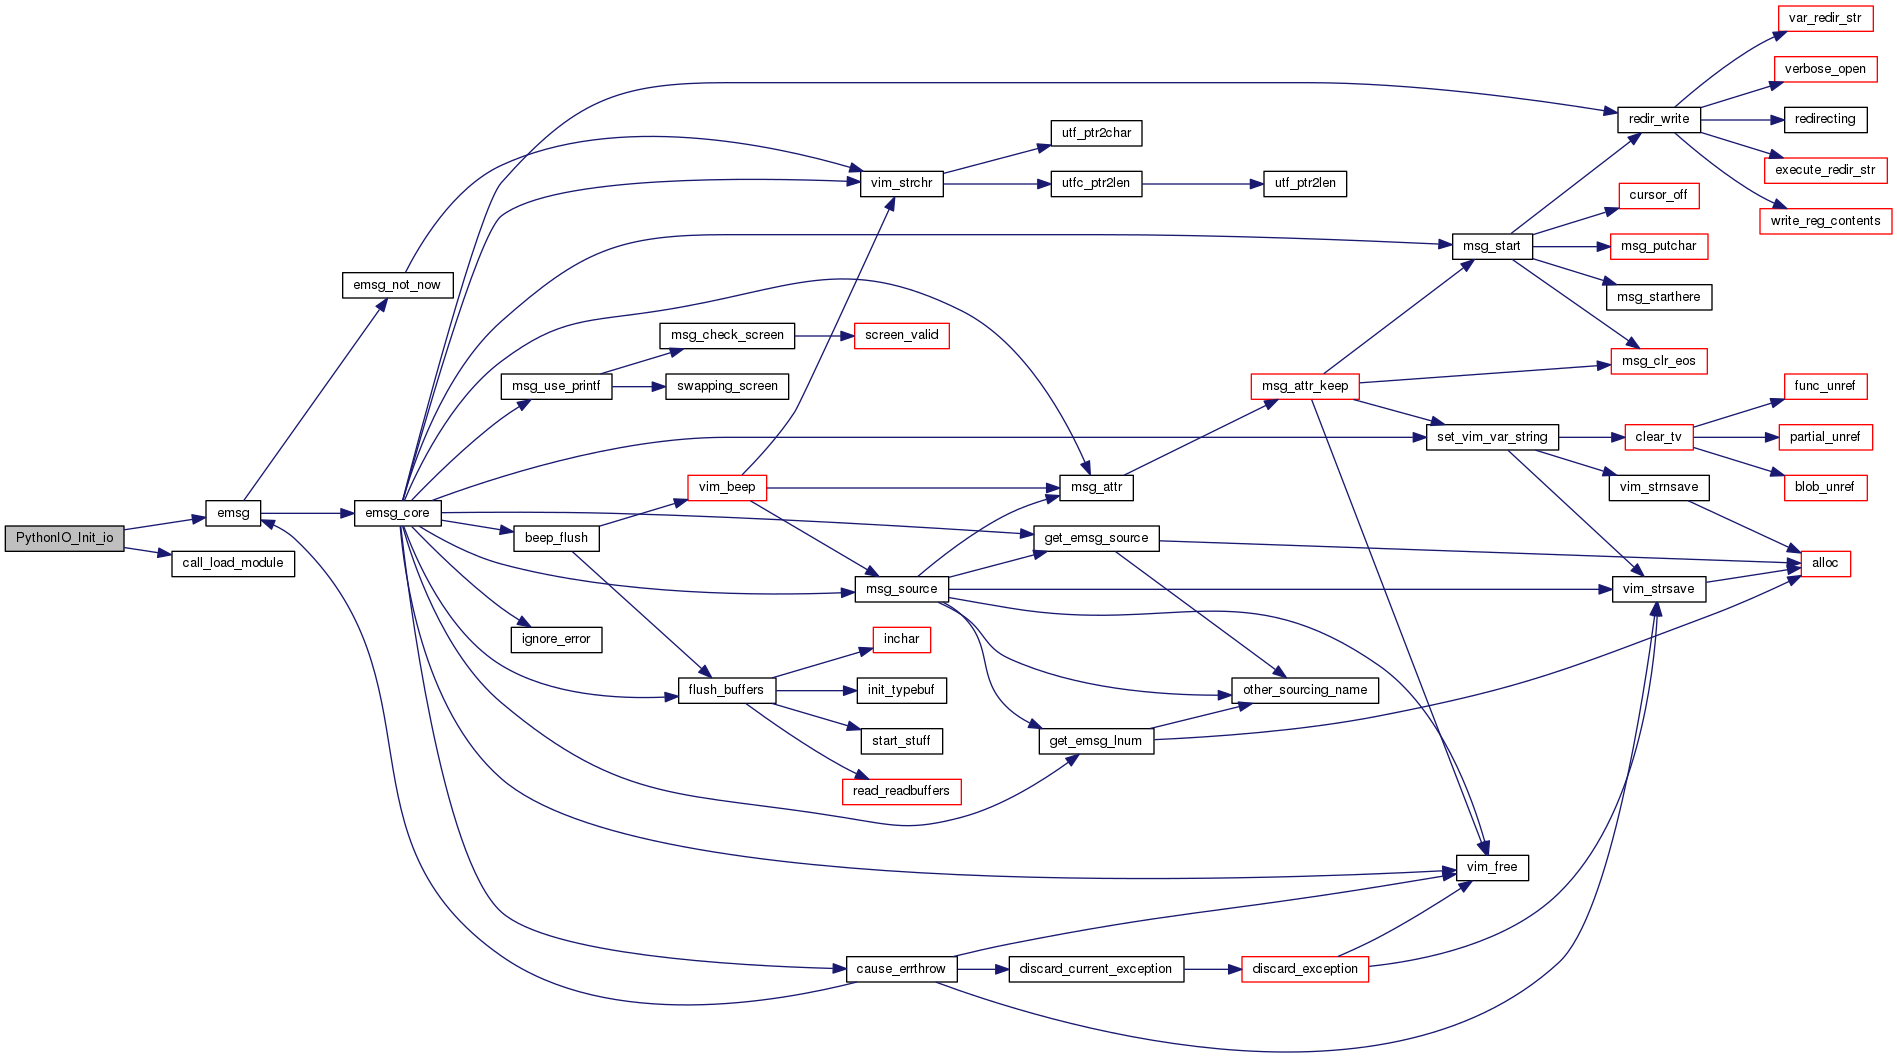 var_redir_str
verbose_open
redir_write
redirecting
utf_ptr2char
execute_redir_str
vim_strchr
utfc_ptr2len
utf_ptr2len
cursor_off
write_reg_contents
msg_start
msg_putchar
emsg_not_now
msg_starthere
msg_check_screen
screen_valid
msg_clr_eos
msg_use_printf
swapping_screen
msg_attr_keep
func_unref
set_vim_var_string
clear_tv
partial_unref
vim_beep
msg_attr
vim_strnsave
blob_unref
emsg
emsg_core
PythonIO_Init_io
beep_flush
get_emsg_source
call_load_module
alloc
msg_source
vim_strsave
ignore_error
inchar
flush_buffers
init_typebuf
other_sourcing_name
start_stuff
get_emsg_lnum
read_readbuffers
vim_free
cause_errthrow
discard_current_exception
discard_exception